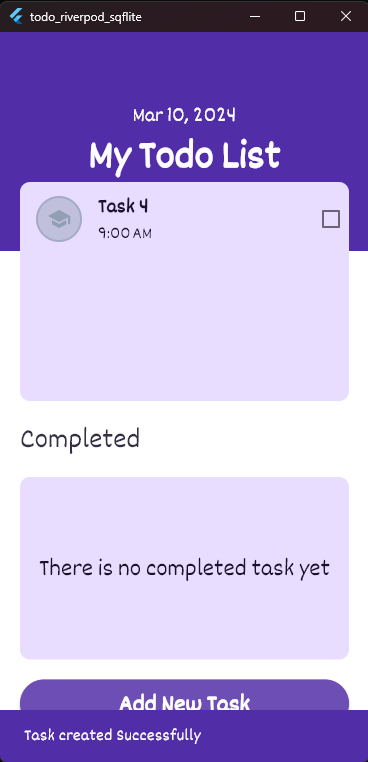 todo_riverpod_sqflite
Mar 10, 2024
My Todo List
Task 4
9:00 AM
Completed
There is no completed task yet
Add New Task
Task created Successfully